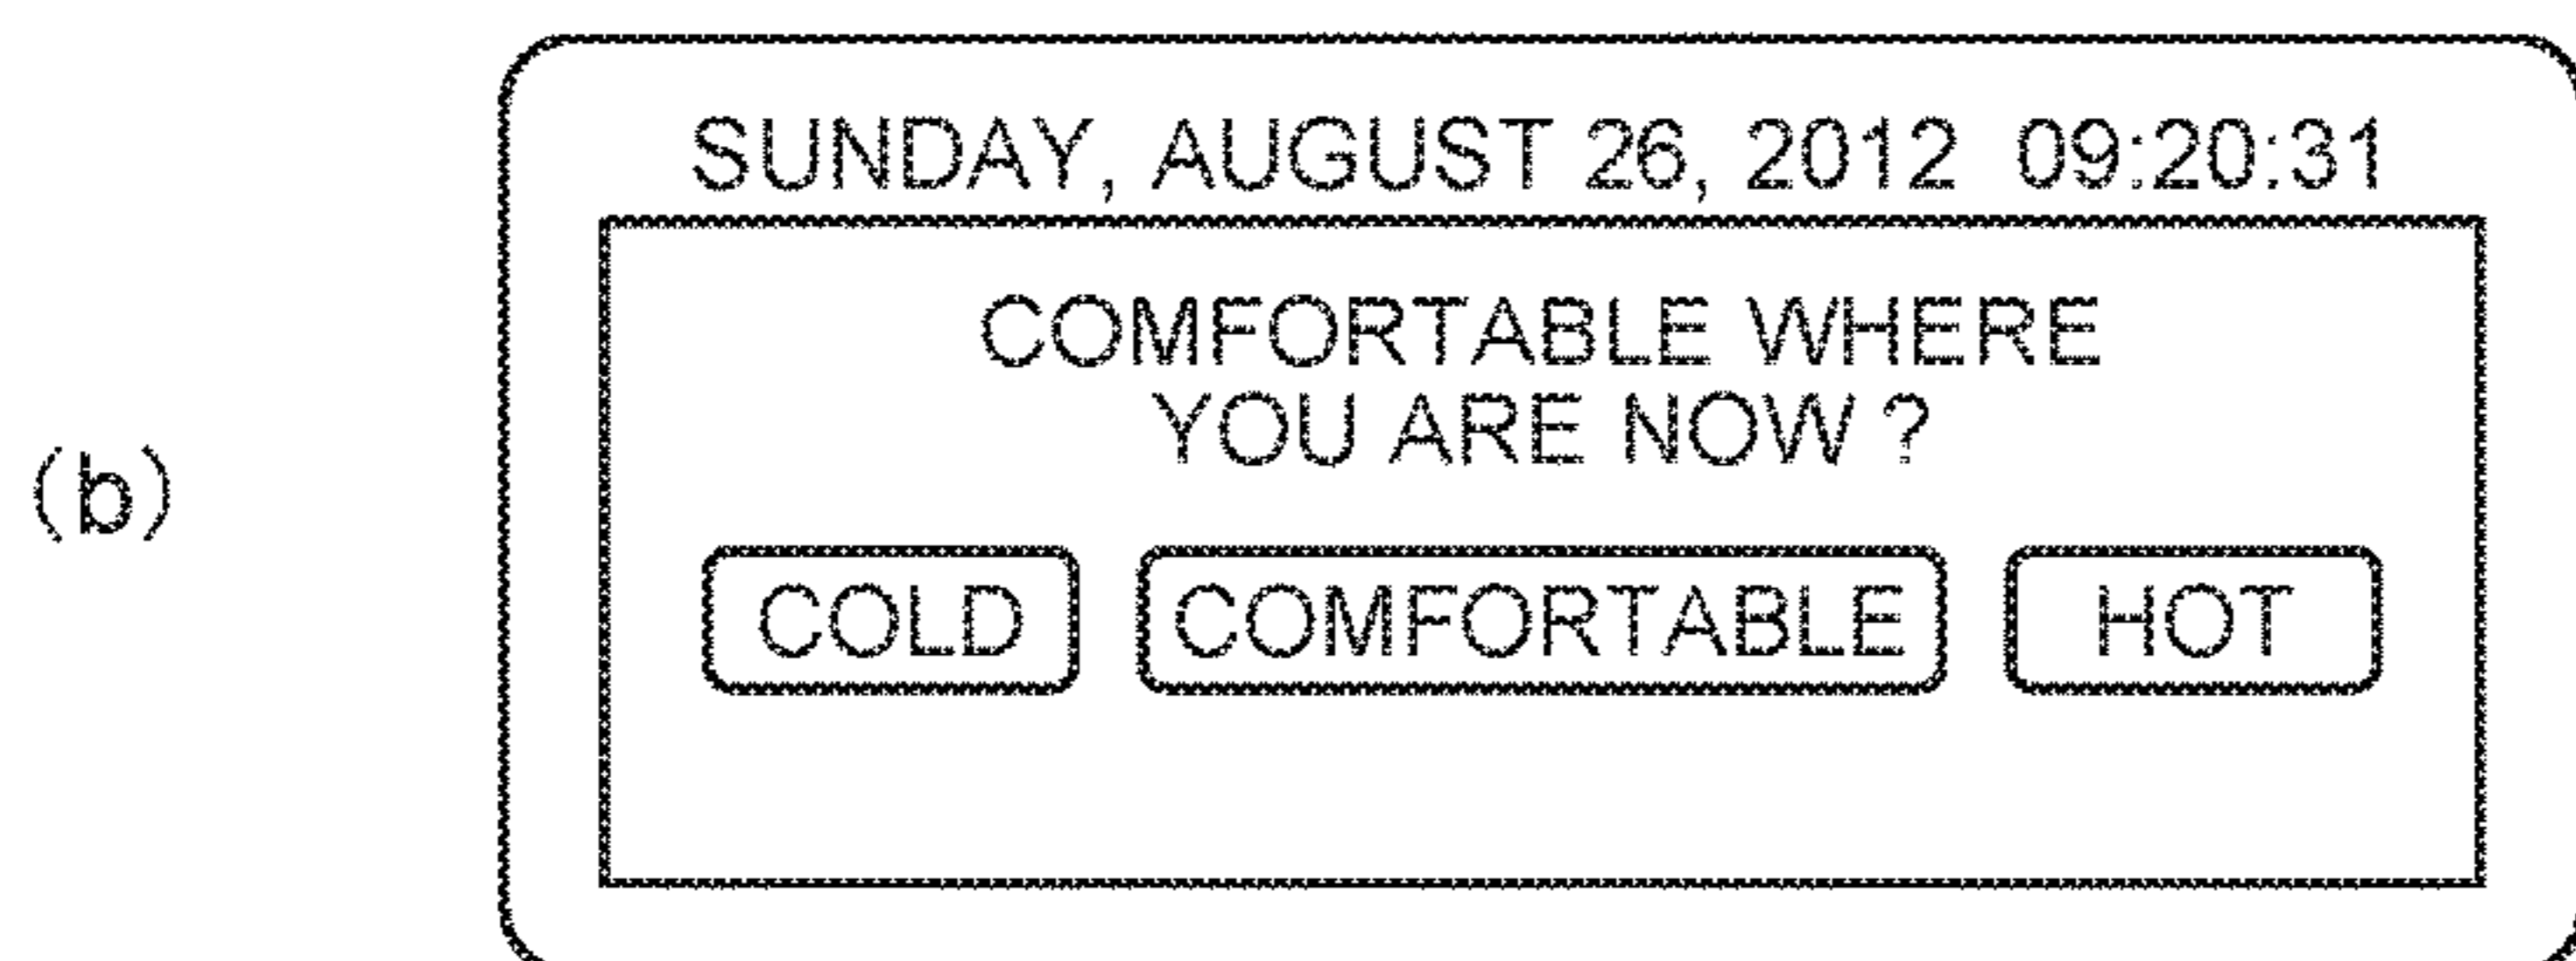 SUNDAY, AUGUST 26, 2012 09:20:31
COMFORTABLE WHERE
YOU ARE NOW ?
(b)
COLD COMFORTABLE HOT